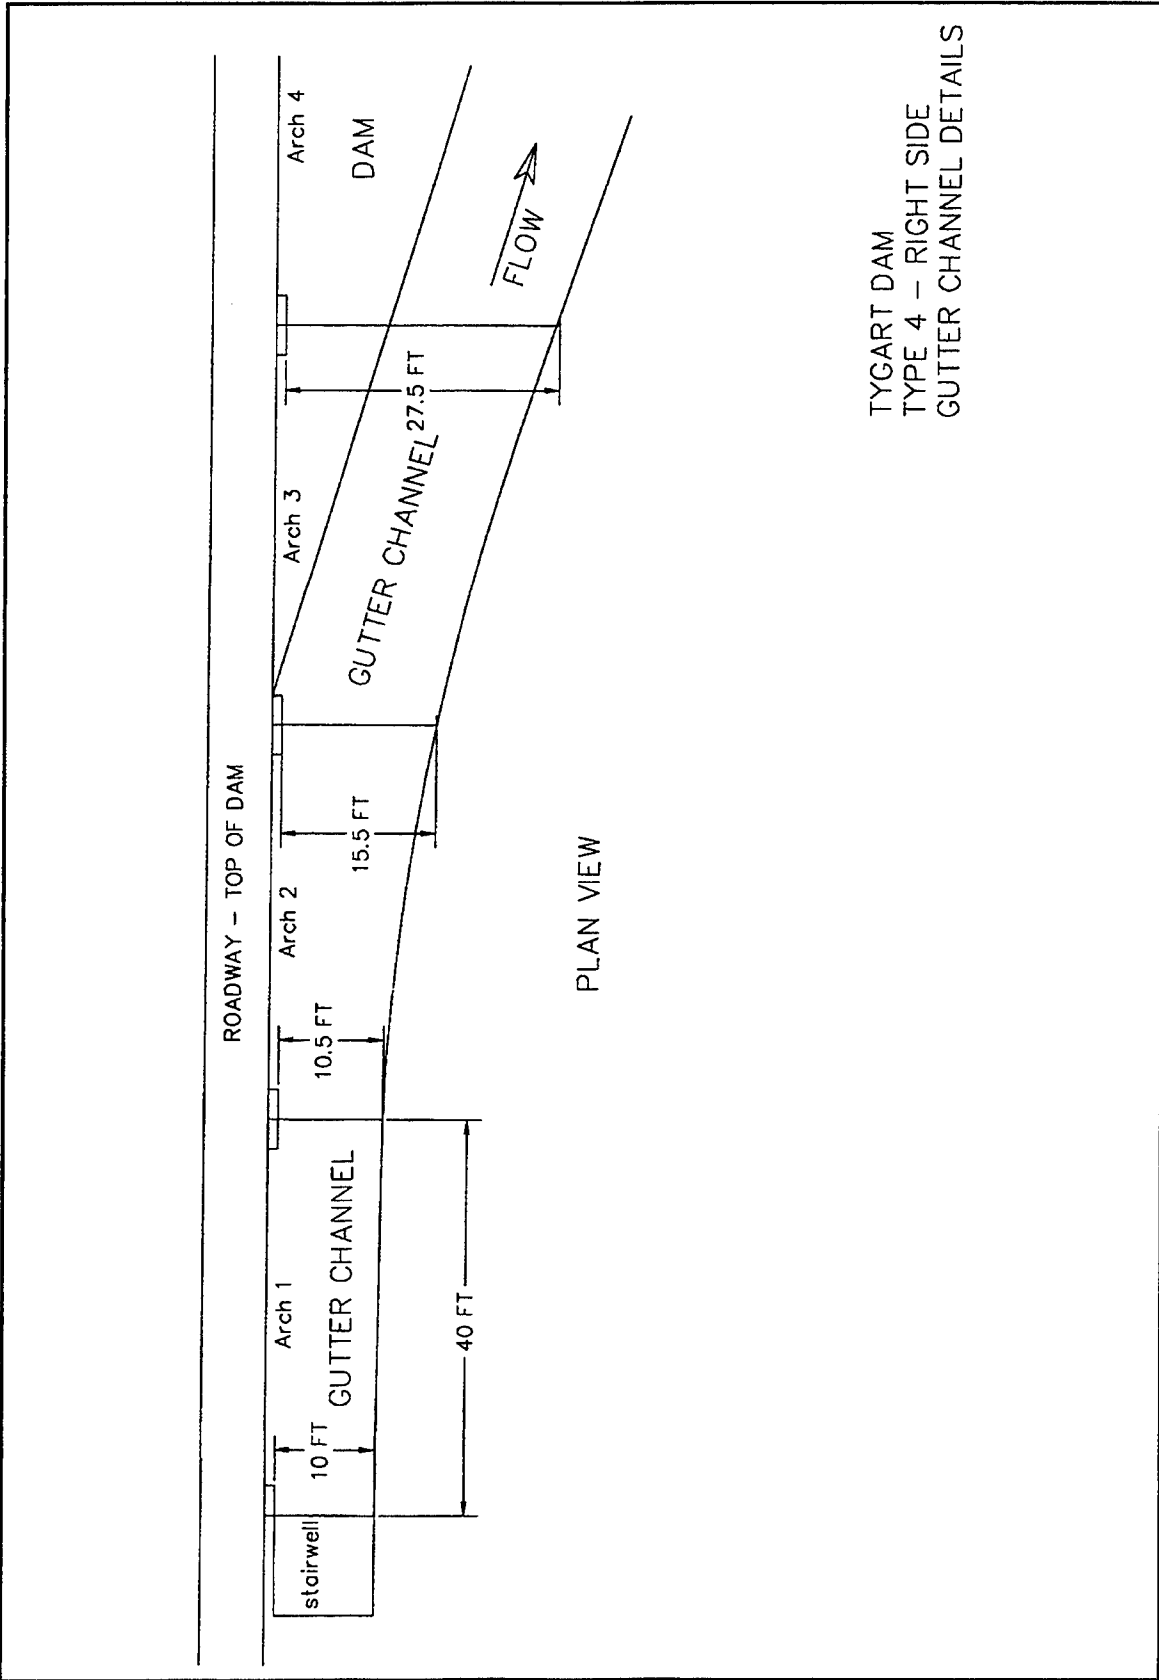 ROADWAY - TOP OF DAM
Arch 1
Arch 2
Arch 3
Arch 4
DAM
stairwell
10 FT
GUTTER CHANNEL
10.5 FT
15.5 FT
GUTTER CHANNEL
27.5 FT
FLOW
40 FT
PLAN VIEW
TYGART DAM
TYPE 4 - RIGHT SIDE
GUTTER CHANNEL DETAILS